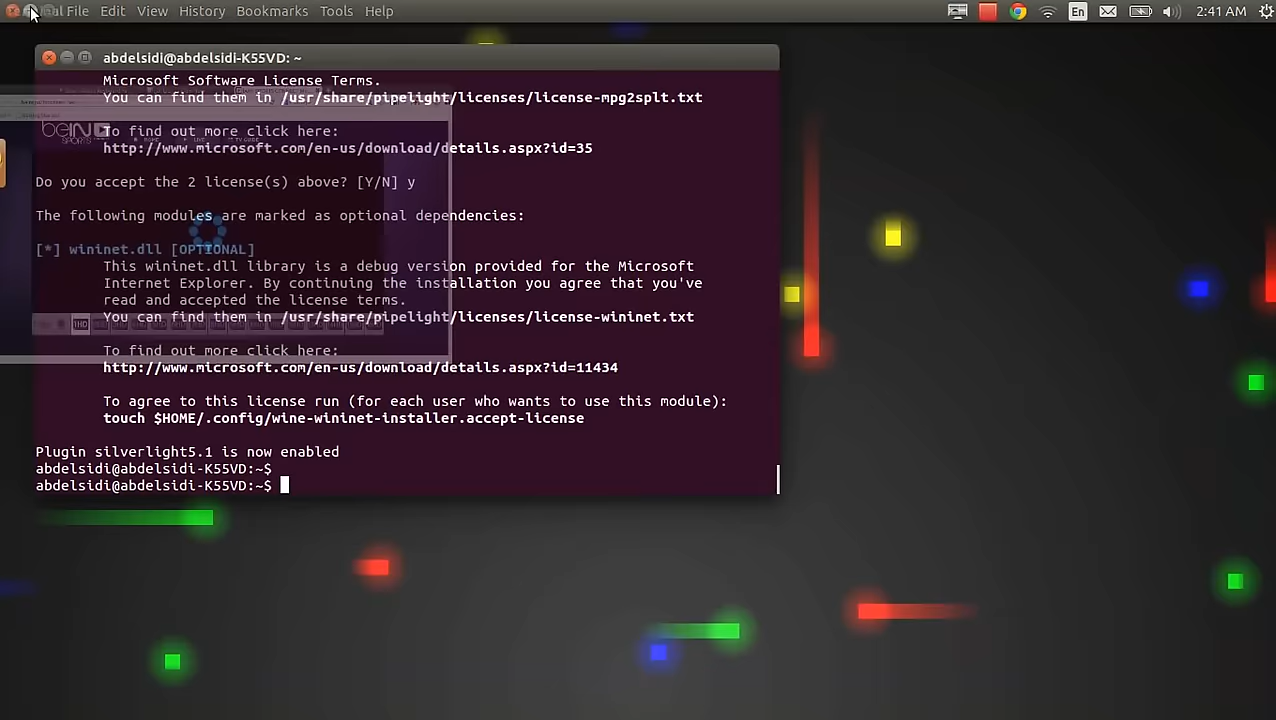 File Edit View History Bookmarks Tools Help
En
2:41 AM
abdelsidi@abdelsidi-K55VD: ~
Microsoft Software License Terms.
You can find them in /usr/share/pipelight/licenses/license-mpg2splt.txt
To find out more click here:
http://www.microsoft.com/en-us/download/details.aspx?id=35
Do you accept the 2 license(s) above? [Y/N] y
The following modules are marked as optional dependencies:
[*] wininet.dll [OPTIONAL]
This wininet.dll library is a debug version provided for the Microsoft
Internet Explorer. By continuing the installation you agree that you've
read and accepted the license terms.
You can find them in /usr/share/pipelight/licenses/license-wininet.txt
To find out more click here:
http://www.microsoft.com/en-us/download/details.aspx?id=11434
To agree to this license run (for each user who wants to use this module):
touch $HOME/.config/wine-wininet-installer.accept-license
Plugin silverlight5.1 is now enabled
abdelsidi@abdelsidi-K55VD:~$
abdelsidi@abdelsidi-K55VD:~$
beIN
SPORTS